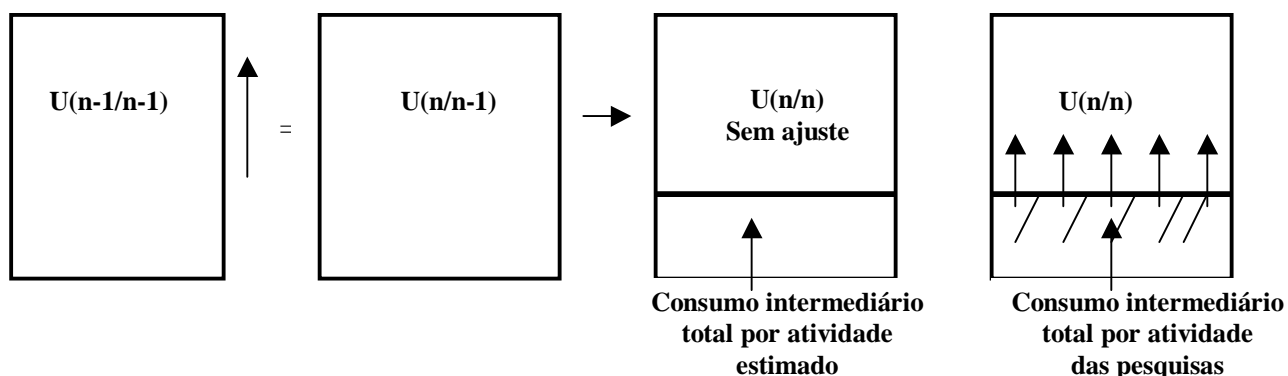 U(n-1/n-1)
=
U(n/n-1)
U(n/n)
Sem ajuste
U(n/n)
Consumo intermediário
total por atividade
estimado
Consumo intermediário
total por atividade
das pesquisas